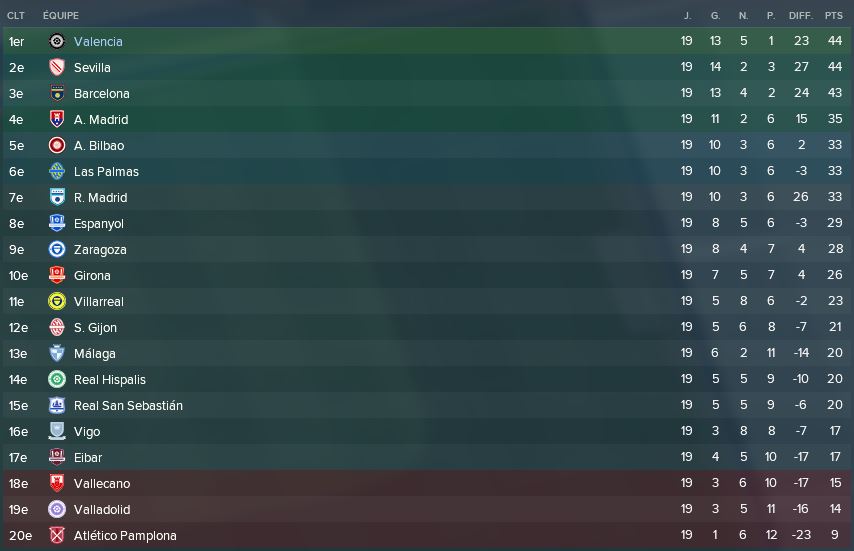 CLT ÉQUIPE J. G. N. P. DIFF. PTS
1er Valencia 19 13 5 1 23 44
2e Sevilla 19 14 2 3 27 44
3e Barcelona 19 13 4 2 24 43
4e A. Madrid 19 11 2 6 15 35
5e A. Bilbao 19 10 3 6 2 33
6e Las Palmas 19 10 3 6 -3 33
7e R. Madrid 19 10 3 6 26 33
8e Espanyol 19 8 5 6 -3 29
9e Zaragoza 19 8 4 7 4 28
10e Girona 19 7 5 7 4 26
11e Villarreal 19 5 8 6 -2 23
12e S. Gijon 19 5 6 8 -7 21
13e Málaga 19 6 2 11 -14 20
14e Real Hispalis 19 5 5 9 -10 20
15e Real San Sebastián 19 5 5 9 -6 20
16e Vigo 19 3 8 8 -7 17
17e Eibar 19 4 5 10 -17 17
18e Vallecano 19 3 6 10 -17 15
19e Valladolid 19 3 5 11 -16 14
20e Atlético Pamplona 19 1 6 12 -23 9